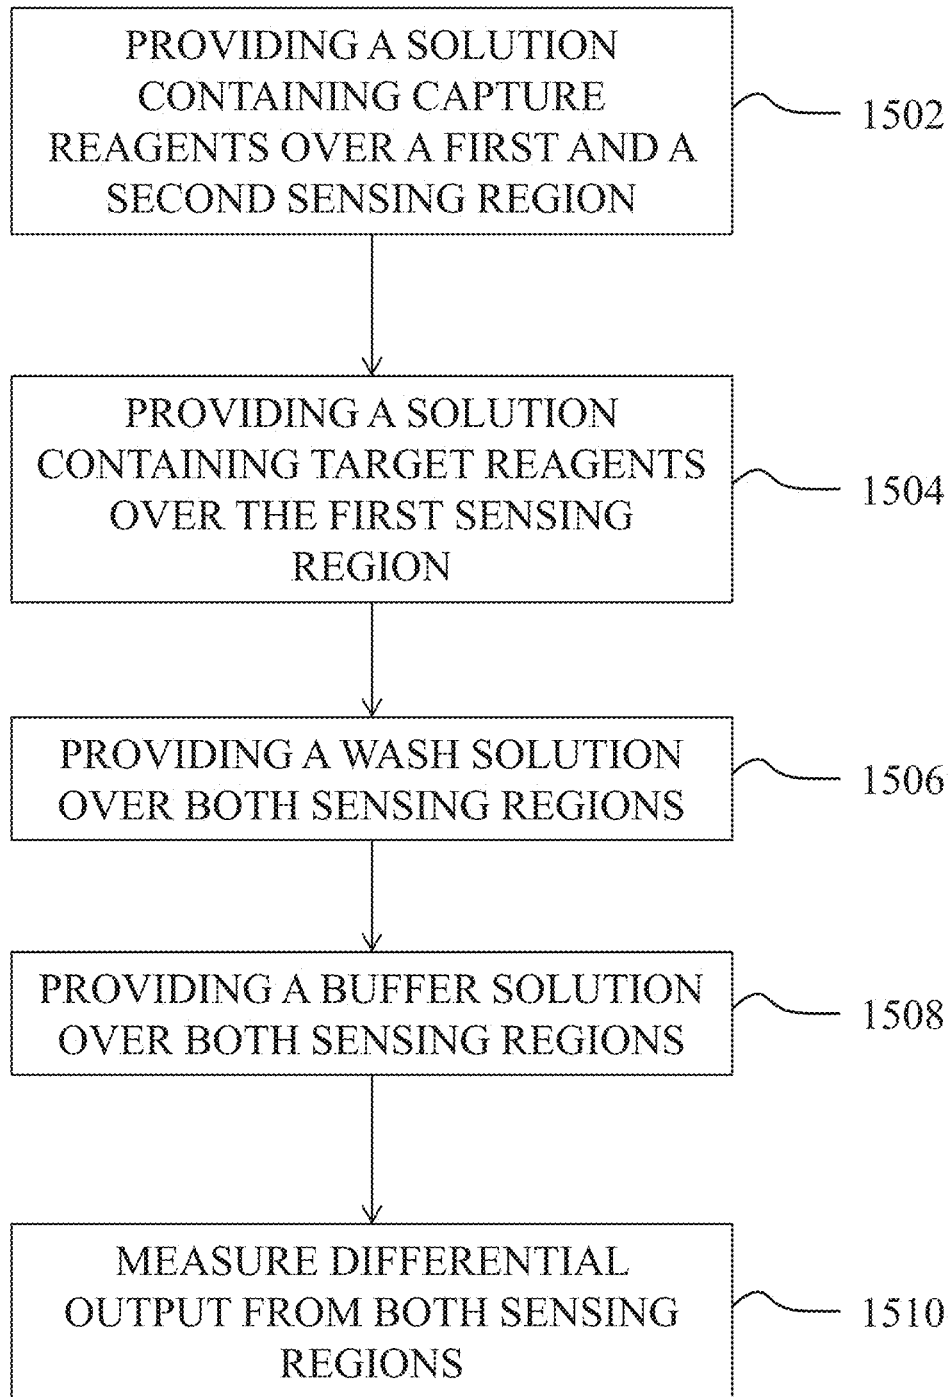 PROVIDING A SOLUTION
CONTAINING CAPTURE
REAGENTS OVER A FIRST AND A
SECOND SENSING REGION
1502
PROVIDING A SOLUTION
CONTAINING TARGET REAGENTS
OVER THE FIRST SENSING
REGION
1504
PROVIDING A WASH SOLUTION
OVER BOTH SENSING REGIONS
1506
PROVIDING A BUFFER SOLUTION
OVER BOTH SENSING REGIONS
1508
MEASURE DIFFERENTIAL
OUTPUT FROM BOTH SENSING
REGIONS
1510